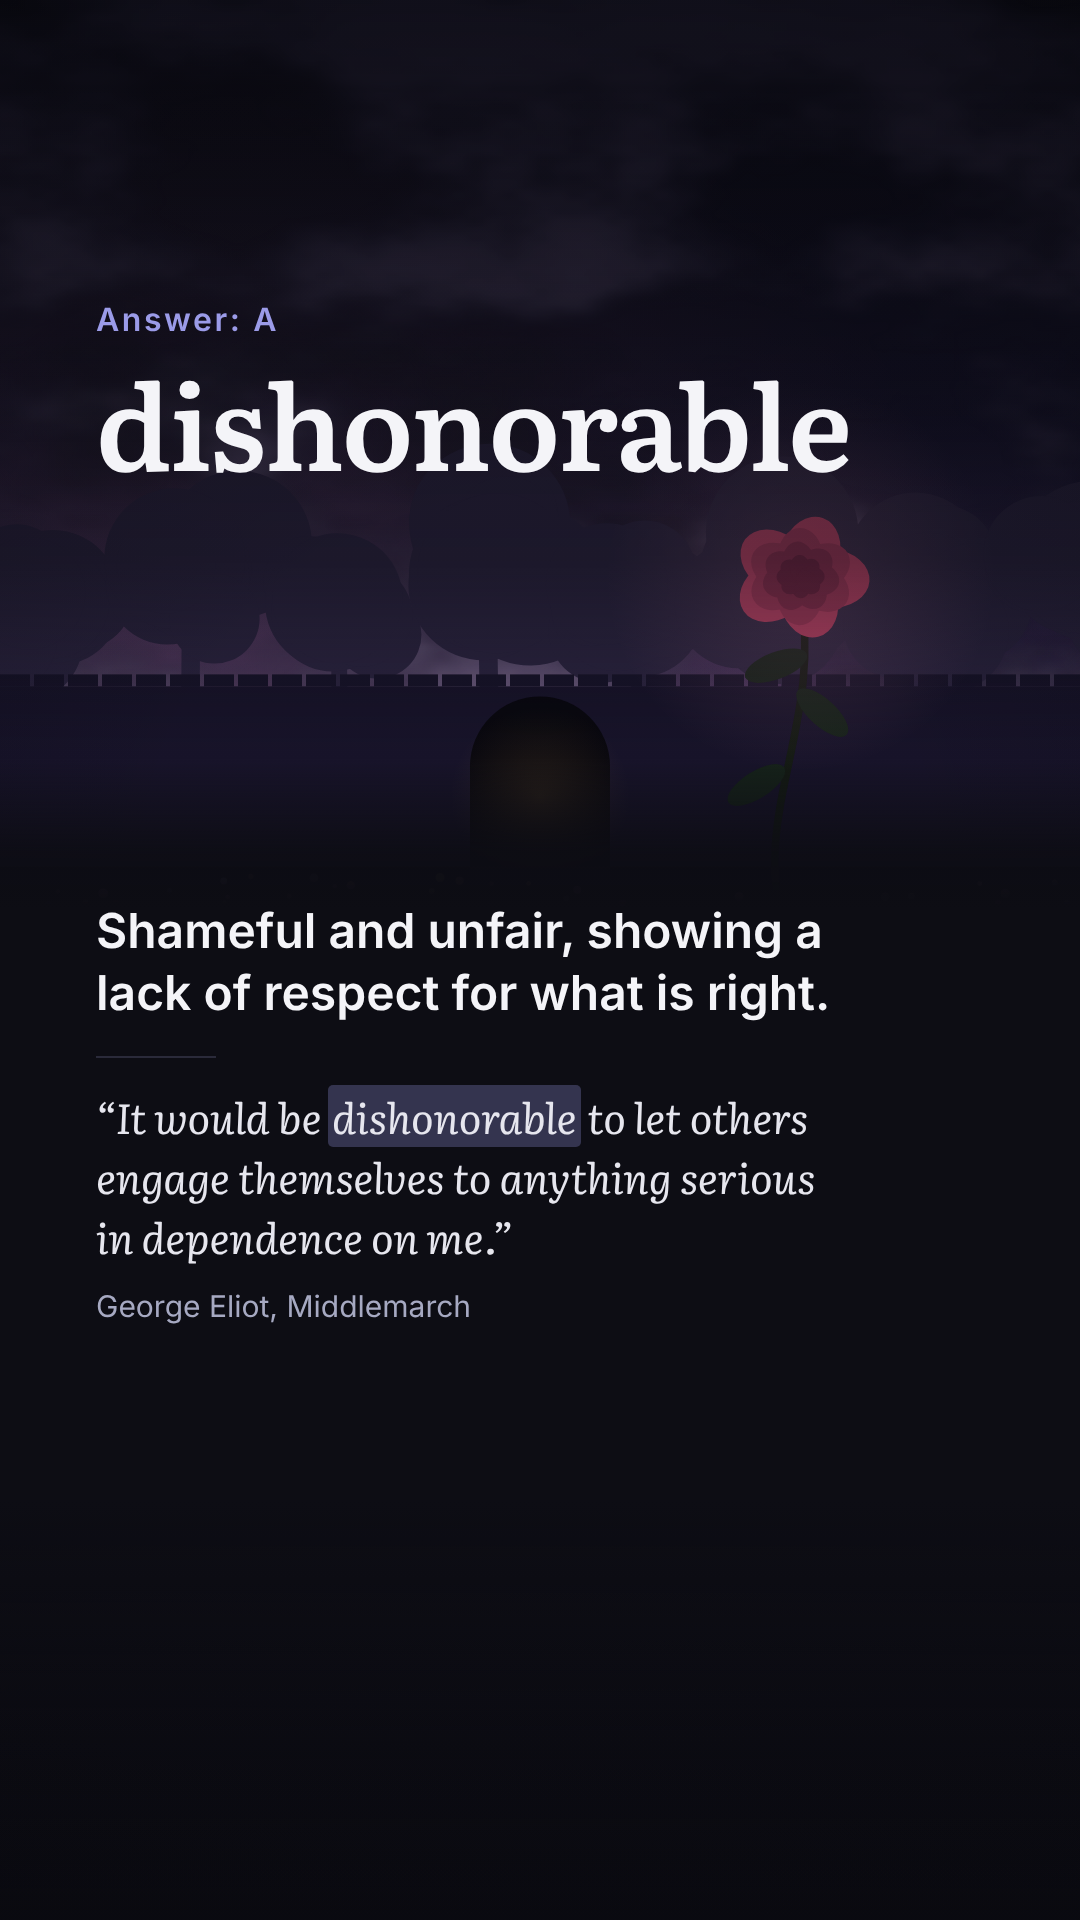 Answer: A
dishonorable
Shameful and unfair, showing a
lack of respect for what is right.
“It would be dishonorable to let others
engage themselves to anything serious
in dependence on me.”
George Eliot, Middlemarch